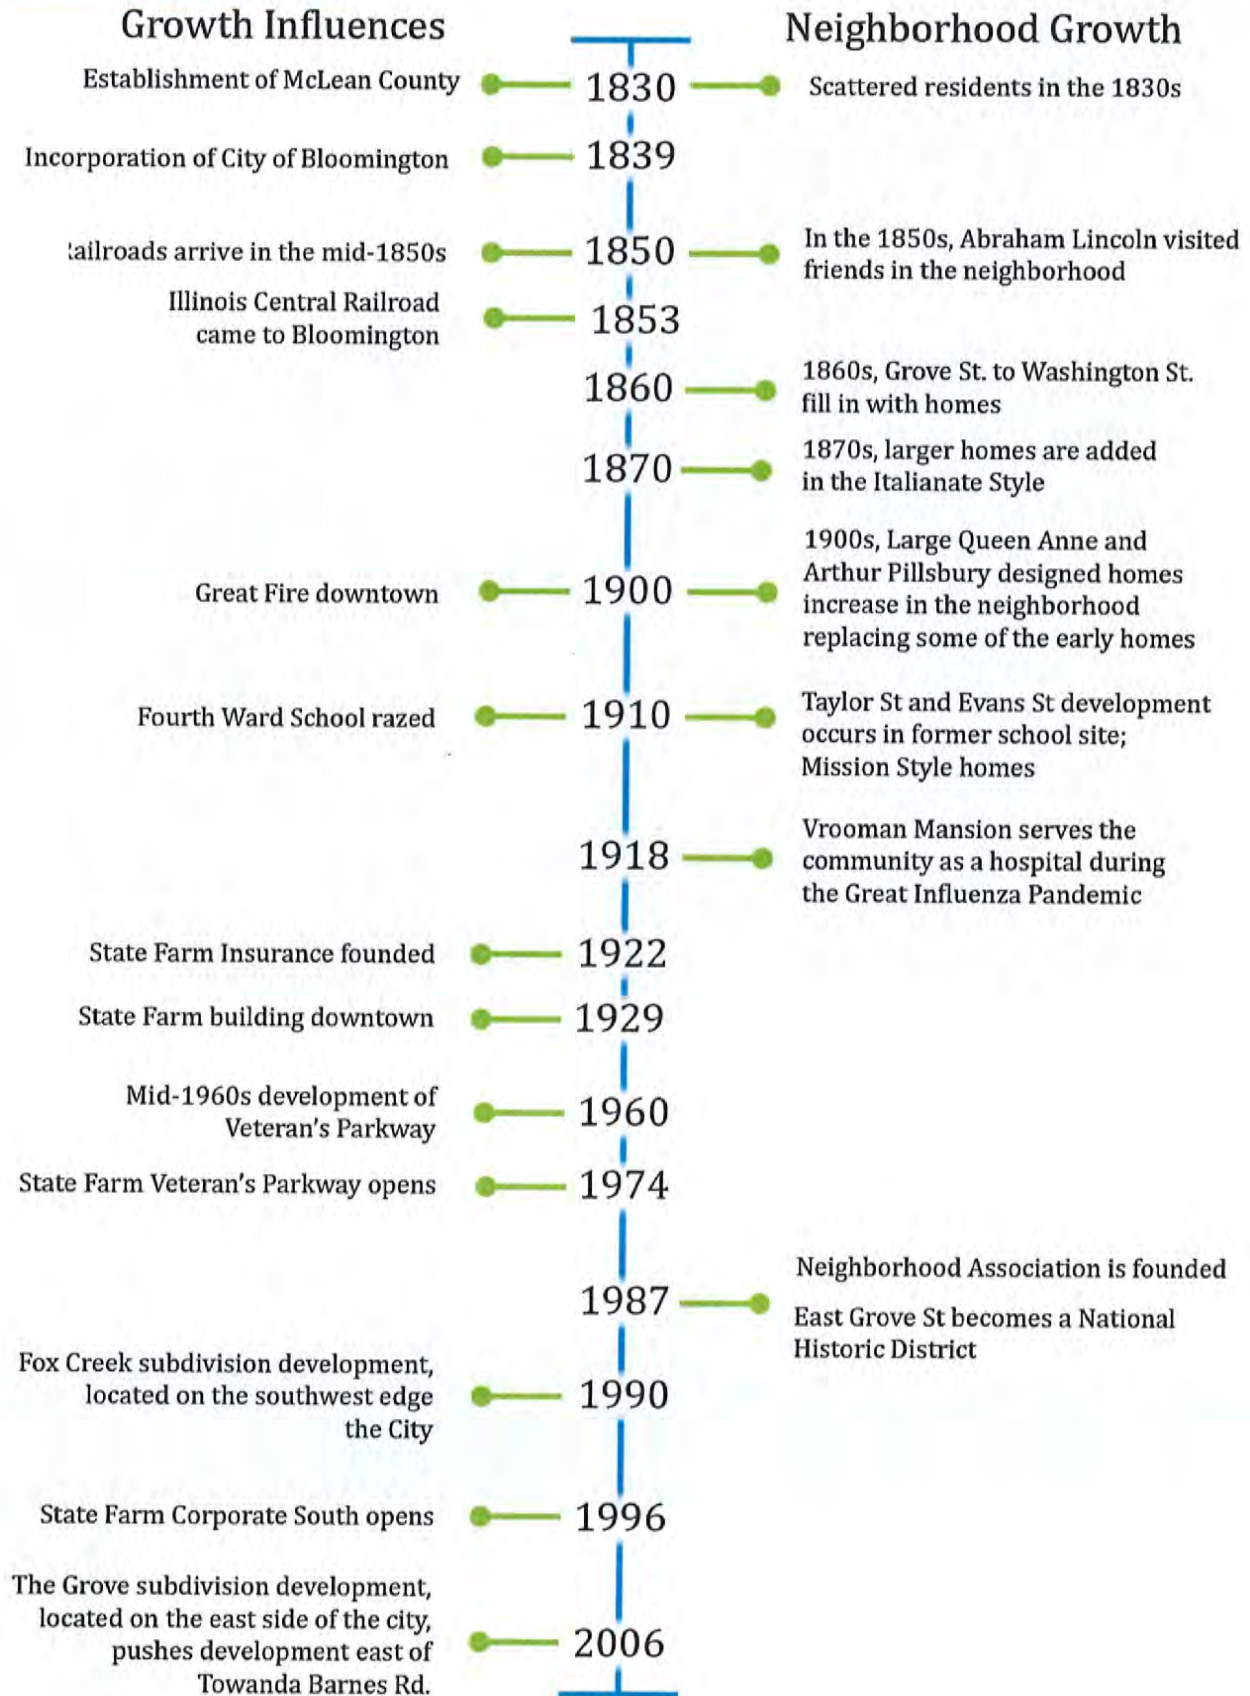 Growth Influences
Neighborhood Growth
Establishment of McLean County
1830
Scattered residents in the 1830s
Incorporation of City of Bloomington
1839
ailroads arrive in the mid-1850s
1850
In the 1850s, Abraham Lincoln visited
friends in the neighborhood
Illinois Central Railroad
came to Bloomington
1853
1860
1860s, Grove St. to Washington St.
fill in with homes
1870
1870s, larger homes are added
in the Italianate Style
Great Fire downtown
1900
1900s, Large Queen Anne and
Arthur Pillsbury designed homes
increase in the neighborhood
replacing some of the early homes
Fourth Ward School razed
1910
Taylor St and Evans St development
occurs in former school site;
Mission Style homes
1918
Vrooman Mansion serves the
community as a hospital during
the Great Influenza Pandemic
State Farm Insurance founded
1922
State Farm building downtown
1929
Mid-1960s development of
Veteran's Parkway
1960
State Farm Veteran's Parkway opens
1974
1987
Neighborhood Association is founded
East Grove St becomes a National
Historic District
Fox Creek subdivision development,
located on the southwest edge
the City
1990
State Farm Corporate South opens
1996
The Grove subdivision development,
located on the east side of the city,
pushes development east of
Towanda Barnes Rd.
2006